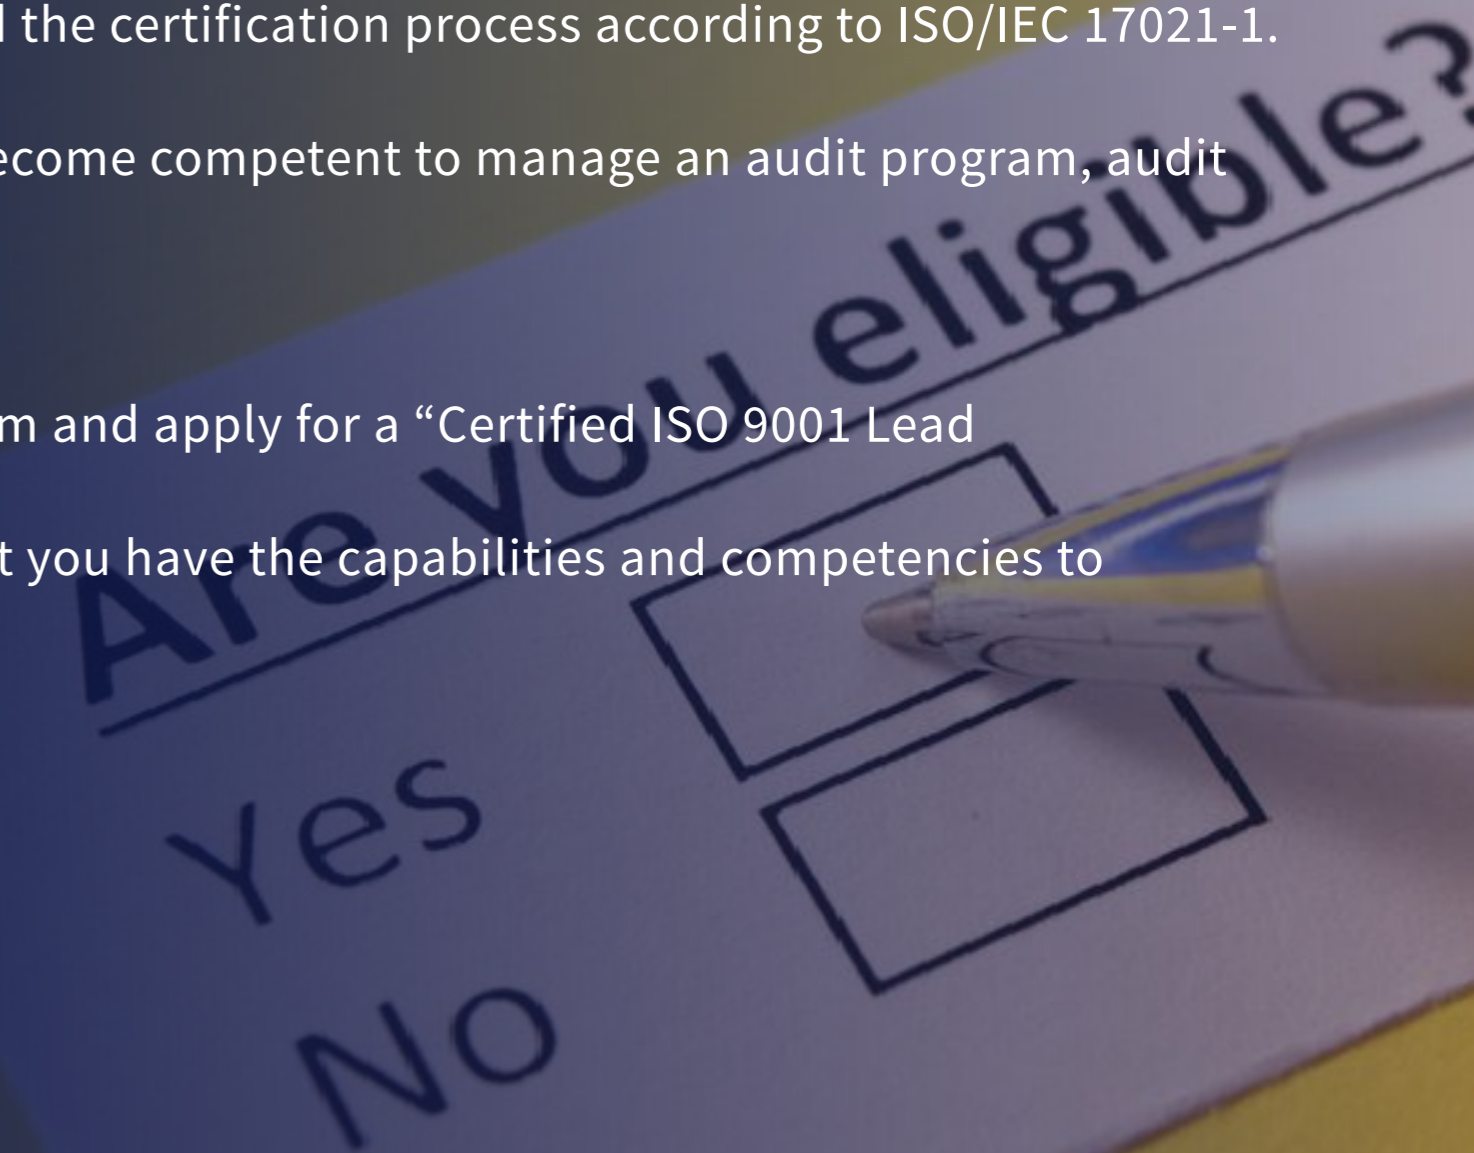 the certification process according to ISO/IEC 17021-1.
competent to manage an audit program, audit
and apply for a “Certified ISO 9001 Lead
you have the capabilities and competencies to
Are you eligible?
Yes
No